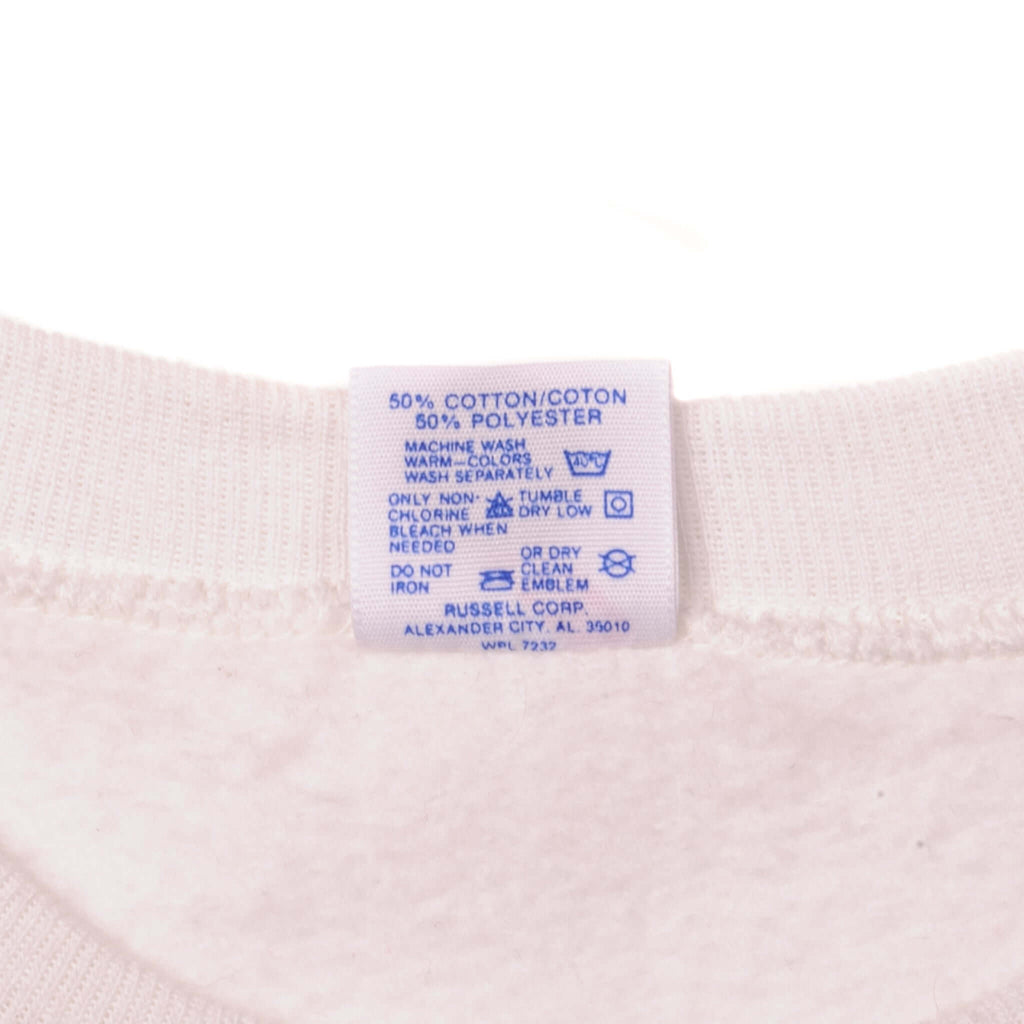 50% COTTON/COTON
50% POLYESTER
MACHINE WASH
WARM—COLORS
WASH SEPARATELY
40°C
ONLY NON-
CHLORINE
BLEACH WHEN
NEEDED
TUMBLE
DRY LOW
DO NOT
IRON
OR DRY
CLEAN
EMBLEM
RUSSELL CORP.
ALEXANDER CITY, AL. 35010
WPL 7232